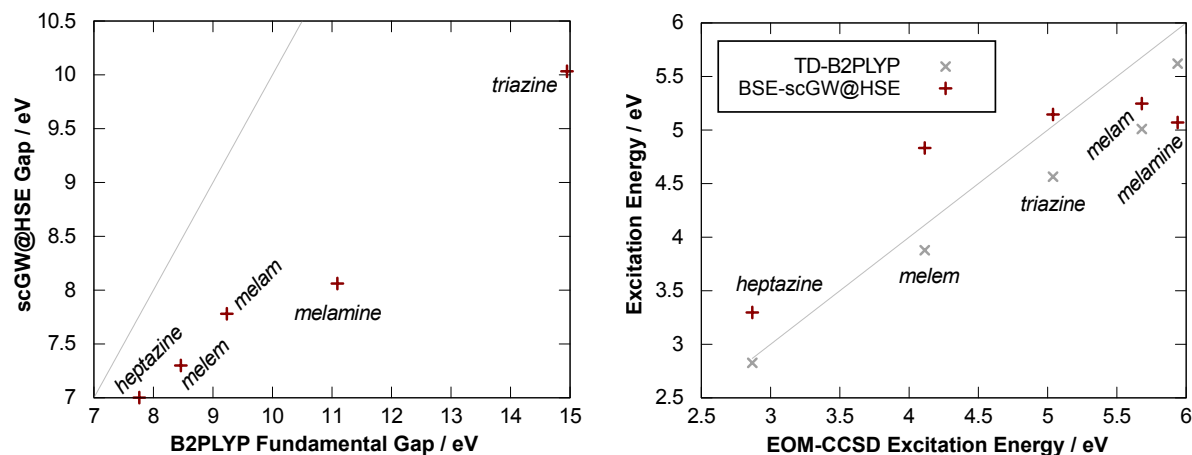 10.5
10
9.5
9
8.5
8
7.5
7
scGW@HSE Gap / eV
triazine
melam
melamine
heptazine
melem
7 8 9 10 11 12 13 14 15
B2PLYP Fundamental Gap / eV
6
5.5
5
4.5
4
3.5
3
2.5
Excitation Energy / eV
TD-B2PLYP
BSE-scGW@HSE
melam
melamine
triazine
melem
heptazine
2.5 3 3.5 4 4.5 5 5.5 6
EOM-CCSD Excitation Energy / eV